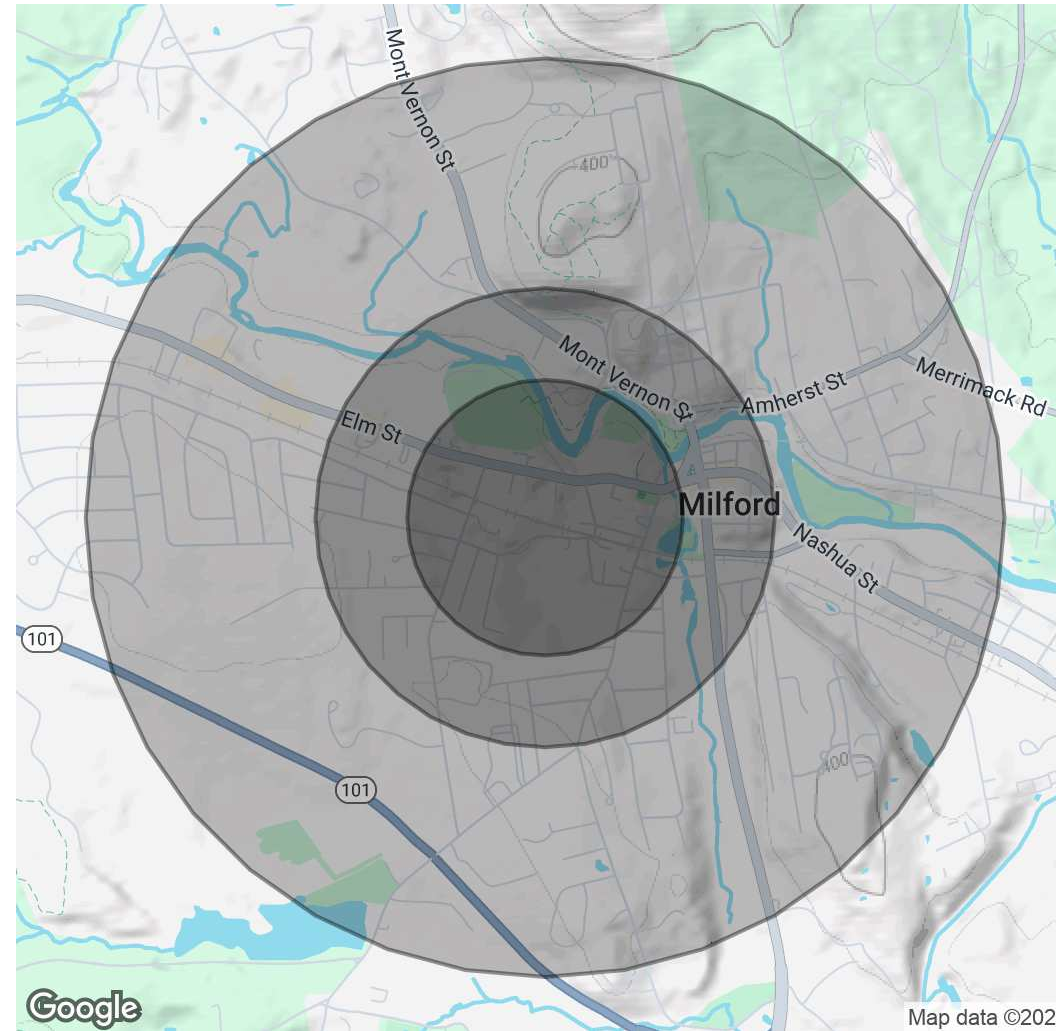 Mont Vernon St
400
Mont Vernon St
Amherst St
Merrimack Rd
Elm St
Milford
Nashua St
101
101
400
Google
Map data ©202